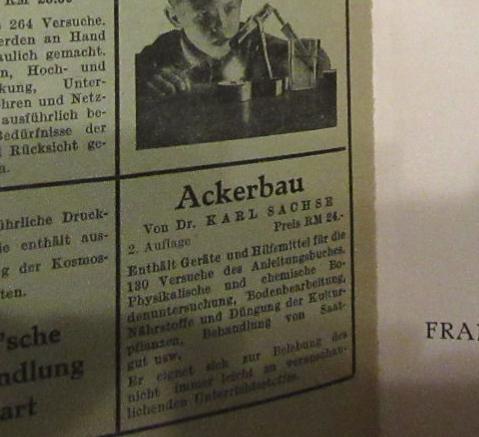 RM
264 Versuche.
erden an Hand
aulich gemacht.
n, Hoch- und
kung, Unter-
hren und Netz-
ausführlich be-
Bedürfnisse der
Rücksicht ge-
n.
ührliche Druck-
ie enthält aus-
g der Kosmos-
ten.
'sche
ndlung
art
Ackerbau
Von Dr. KARL SACHSE
2. Auflage Preis RM 24.-
Enthält Geräte und Hilfsmittel für die
130 Versuche des Anleitungsbuches.
Physikalische und chemische Bo-
denuntersuchung, Bodenbearbeitung,
Nährstoffe und Düngung der Kultur-
pflanzen, Behandlung von Saat-
gut usw.
Er eignet sich zur Belebung des
nicht immer leicht zu veranschau-
lichenden Unterrichtsstoffes.
FRA